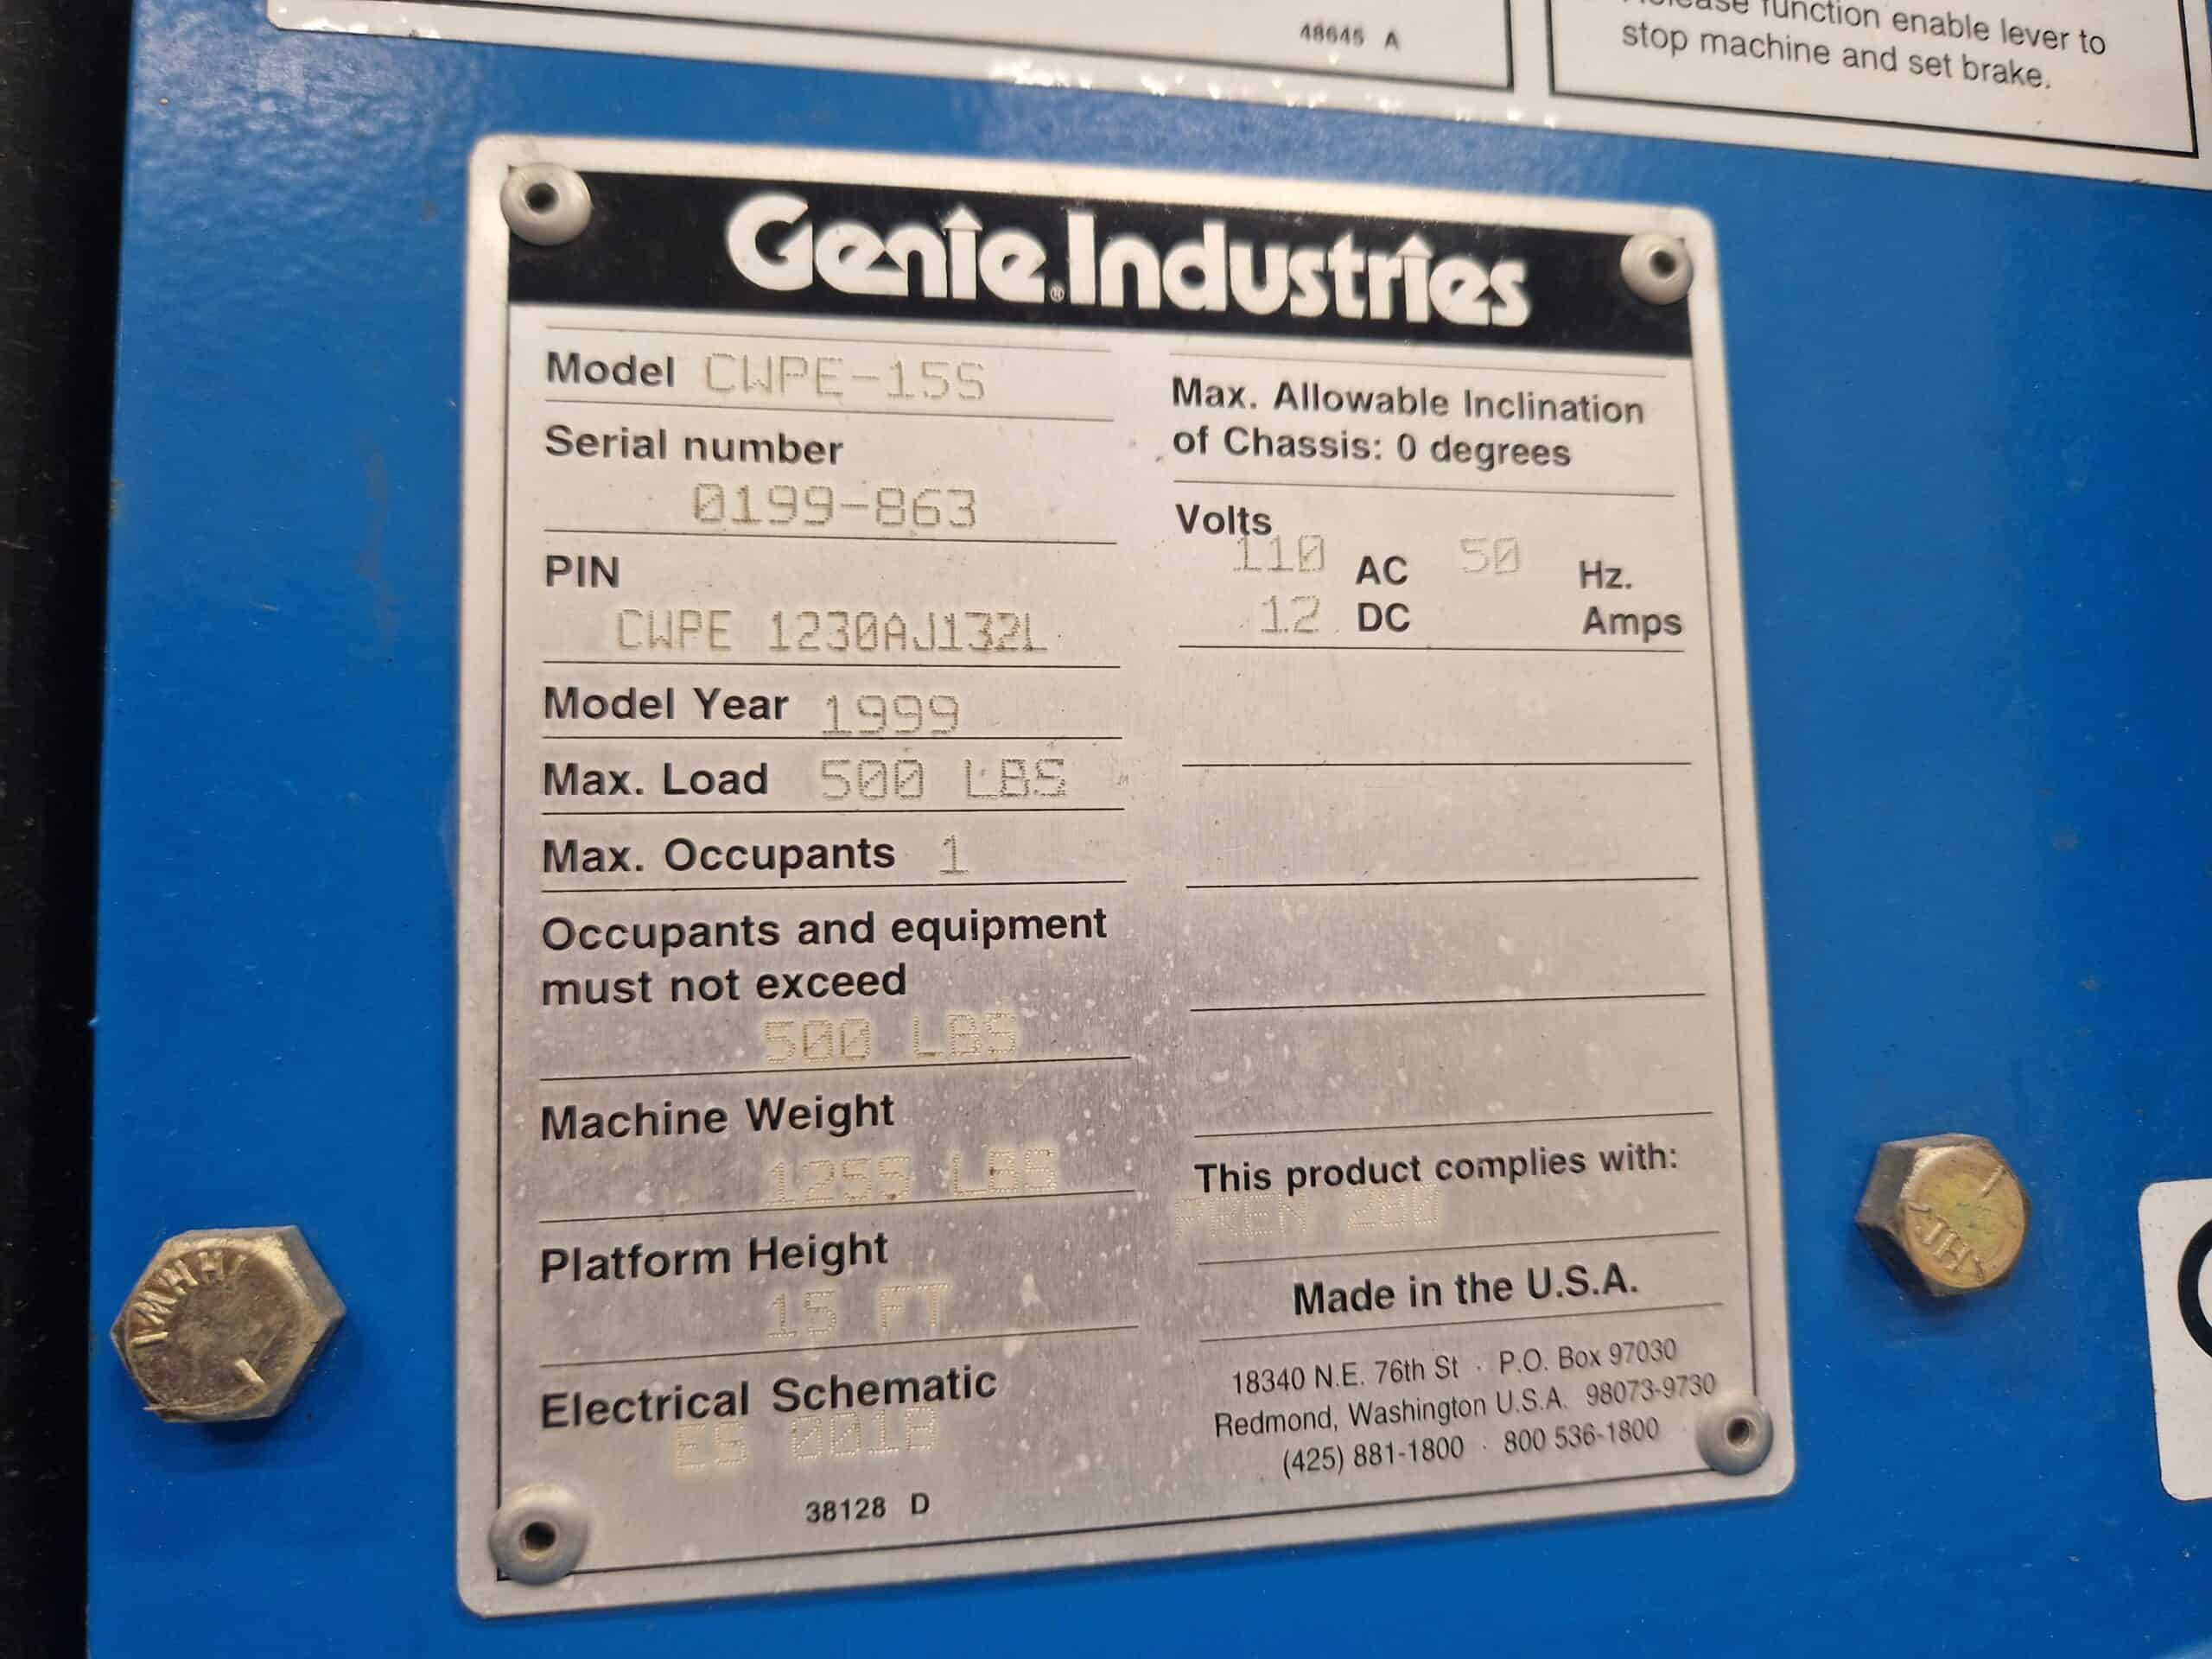 48645 A
function enable lever to
stop machine and set brake.
Genie Industries
Model CWPE-15S
Serial number
0199-863
PIN
CWPE 1230AJ132L
Model Year 1999
Max. Load 500 LBS
Max. Occupants 1
Occupants and equipment
must not exceed
500 LBS
Machine Weight
LBS
Platform Height
15 FT
Electrical Schematic
ES
38128 D
Max. Allowable Inclination
of Chassis: 0 degrees
Volts
110 AC 50 Hz.
12 DC Amps
This product complies with:
PREN 280
Made in the U.S.A.
18340 N.E. 76th St · P.O. Box 97030
Redmond, Washington U.S.A. 98073-9730
(425) 881-1800 · 800 536-1800